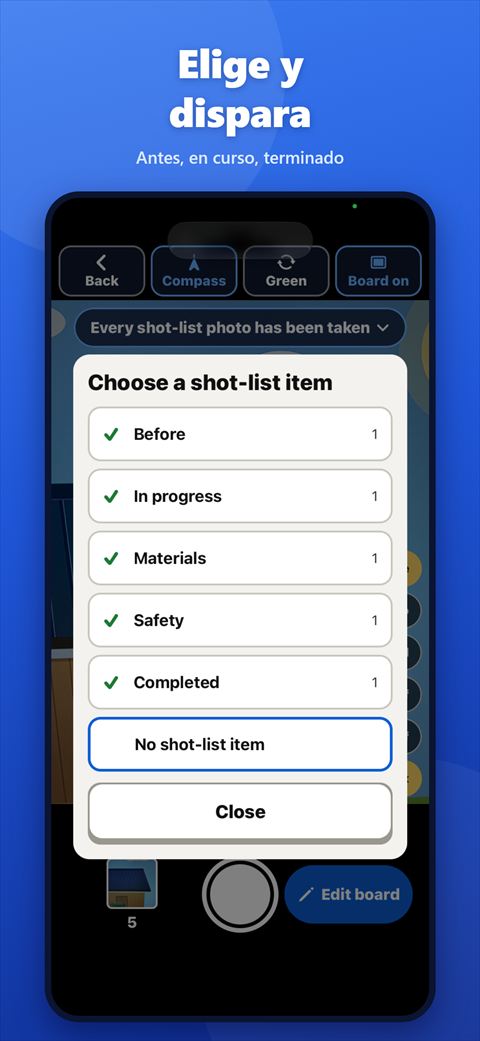 Elige y
dispara
Antes, en curso, terminado
Back
Compass
Green
Board on
Every shot-list photo has been taken
Choose a shot-list item
Before 1
In progress 1
Materials 1
Safety 1
Completed 1
No shot-list item
Close
5
Edit board